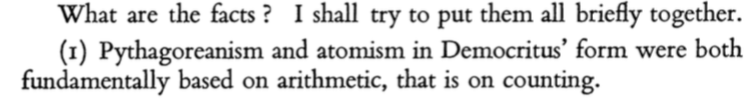 What are the facts? I shall try to put them all briefly together.
(1) Pythagoreanism and atomism in Democritus’ form were both
fundamentally based on arithmetic, that is on counting.